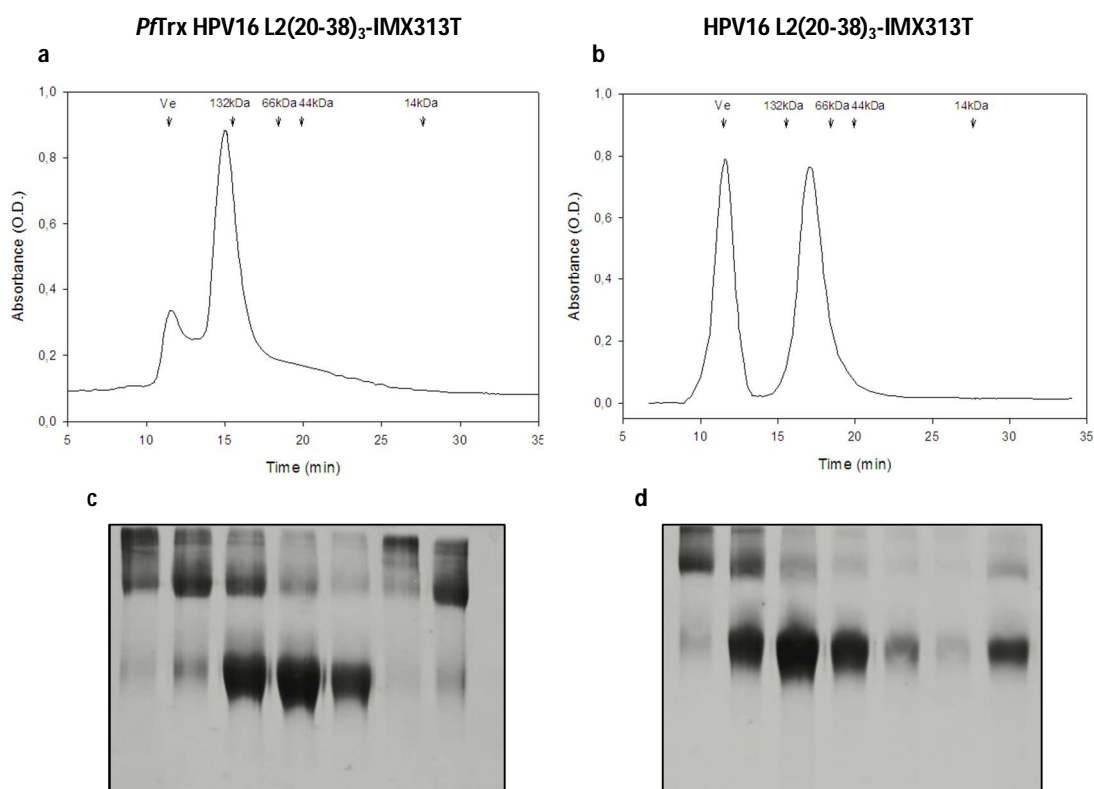 PfTrx HPV16 L2(20-38)₃-IMX313T
HPV16 L2(20-38)₃-IMX313T
a
Ve 132kDa 66kDa 44kDa 14kDa
1,0
0,8
0,6
0,4
0,2
0,0
Absorbance (O.D.)
5 10 15 20 25 30 35
Time (min)
b
Ve 132kDa 66kDa 44kDa 14kDa
1,0
0,8
0,6
0,4
0,2
0,0
Absorbance (O.D.)
5 10 15 20 25 30 35
Time (min)
c
d